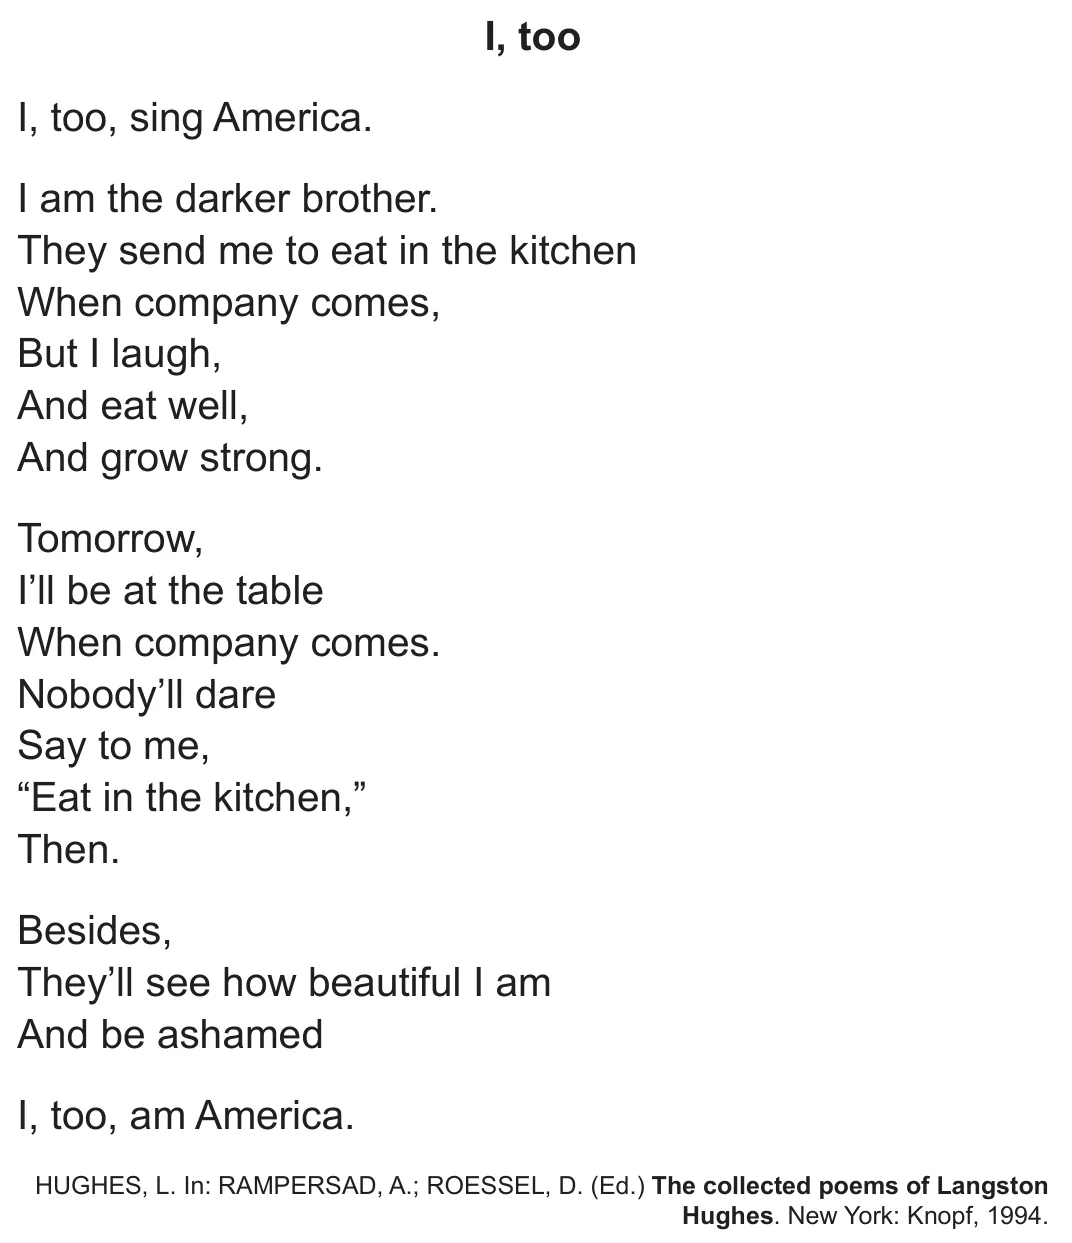 I, too
I, too, sing America.
I am the darker brother.
They send me to eat in the kitchen
When company comes,
But I laugh,
And eat well,
And grow strong.
Tomorrow,
I’ll be at the table
When company comes.
Nobody’ll dare
Say to me,
“Eat in the kitchen,”
Then.
Besides,
They’ll see how beautiful I am
And be ashamed
I, too, am America.
HUGHES, L. In: RAMPERSAD, A.; ROESSEL, D. (Ed.) The collected poems of Langston
Hughes. New York: Knopf, 1994.